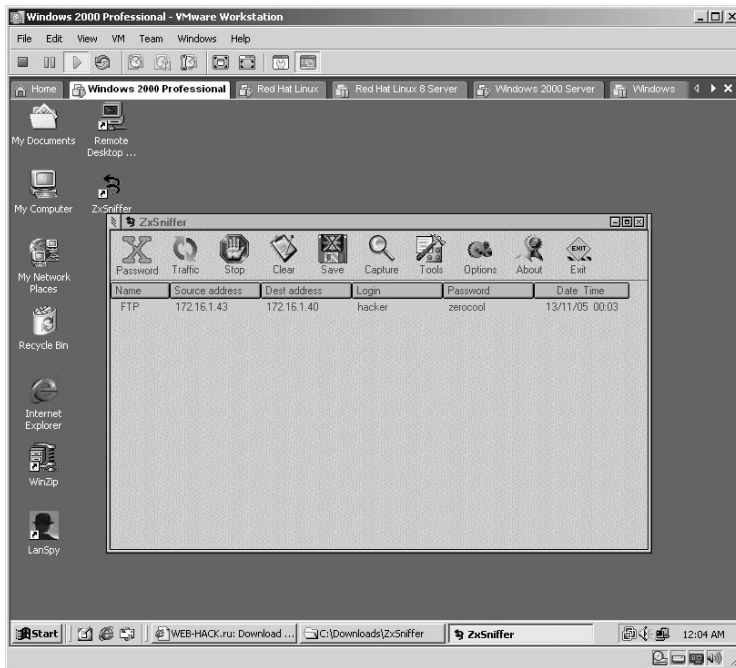 Windows 2000 Professional - VMware Workstation
File Edit View VM Team Windows Help
Home Windows 2000 Professional Red Hat Linux Red Hat Linux 8 Server Windows 2000 Server Windows
My Documents
Remote Desktop ...
My Computer
ZxSniffer
My Network Places
Recycle Bin
Internet Explorer
WinZip
LanSpy
ZxSniffer
Password Traffic Stop Clear Save Capture Tools Options About Exit
EXIT
Name Source address Dest address Login Password Date Time
FTP 172.16.1.43 172.16.1.40 hacker zerocool 13/11/05 00:03
Start WEB-HACK.ru: Download ... C:\Downloads\ZxSniffer ZxSniffer 12:04 AM